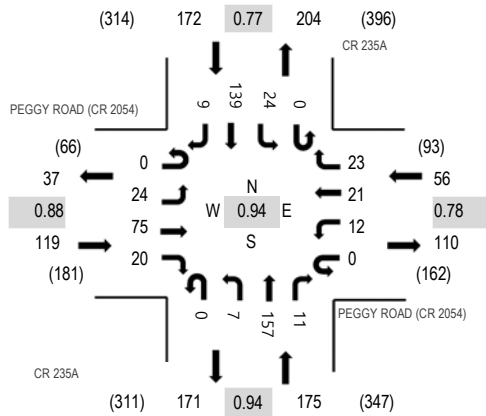 (314) 172 0.77 204 (396)
CR 235A
9 139 24 0
PEGGY ROAD (CR 2054)
(66) (93)
0 23
37 56
24 21
N
0.88 W 0.94 E 0.78
75 12
S
119 110
20 0
(181) (162)
0 7 157 11
PEGGY ROAD (CR 2054)
CR 235A
(311) 171 0.94 175 (347)